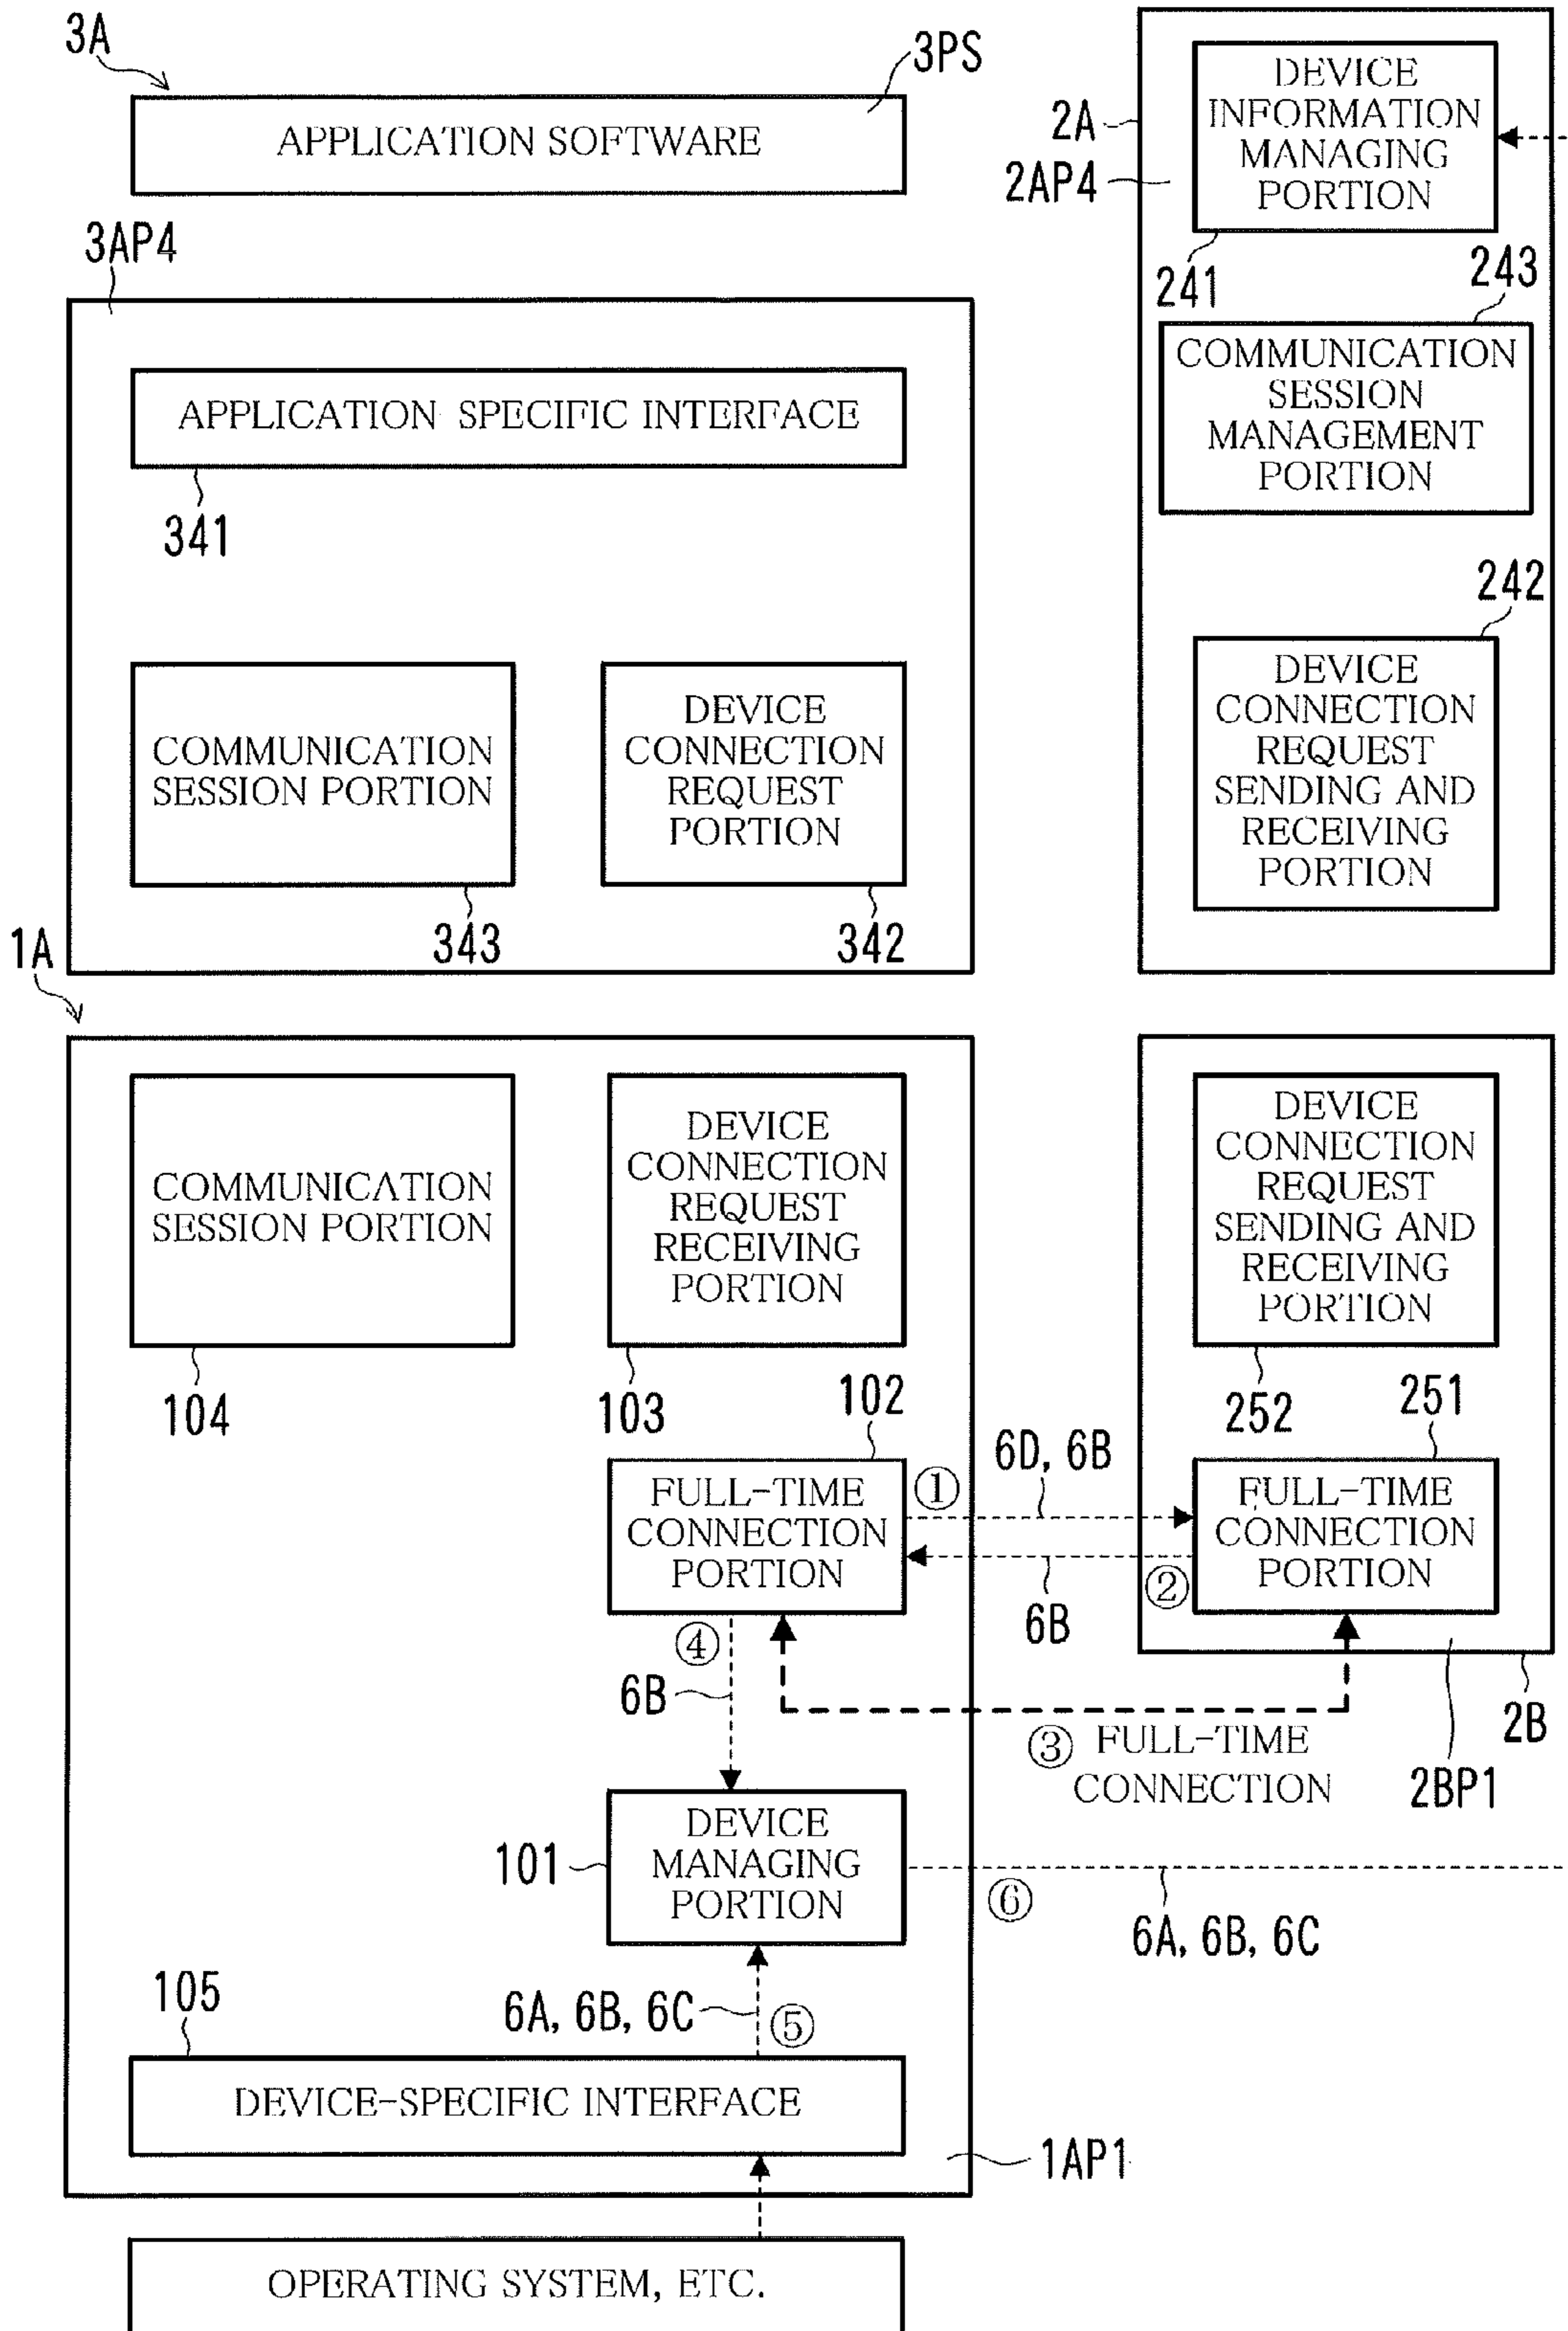 3A
3PS
APPLICATION SOFTWARE
3AP4
APPLICATION SPECIFIC INTERFACE
341
COMMUNICATION
SESSION PORTION
343
DEVICE
CONNECTION
REQUEST
PORTION
342
2A
2AP4
DEVICE
INFORMATION
MANAGING
PORTION
241
243
COMMUNICATION
SESSION
MANAGEMENT
PORTION
242
DEVICE
CONNECTION
REQUEST
SENDING AND
RECEIVING
PORTION
1A
COMMUNICATION
SESSION PORTION
104
DEVICE
CONNECTION
REQUEST
RECEIVING
PORTION
103
102
FULL-TIME
CONNECTION
PORTION
①
6D, 6B
②
6B
DEVICE
CONNECTION
REQUEST
SENDING AND
RECEIVING
PORTION
252
251
FULL-TIME
CONNECTION
PORTION
2B
2BP1
④
6B
③ FULL-TIME
CONNECTION
101
DEVICE
MANAGING
PORTION
⑥
6A, 6B, 6C
105
6A, 6B, 6C
⑤
DEVICE-SPECIFIC INTERFACE
1AP1
OPERATING SYSTEM, ETC.